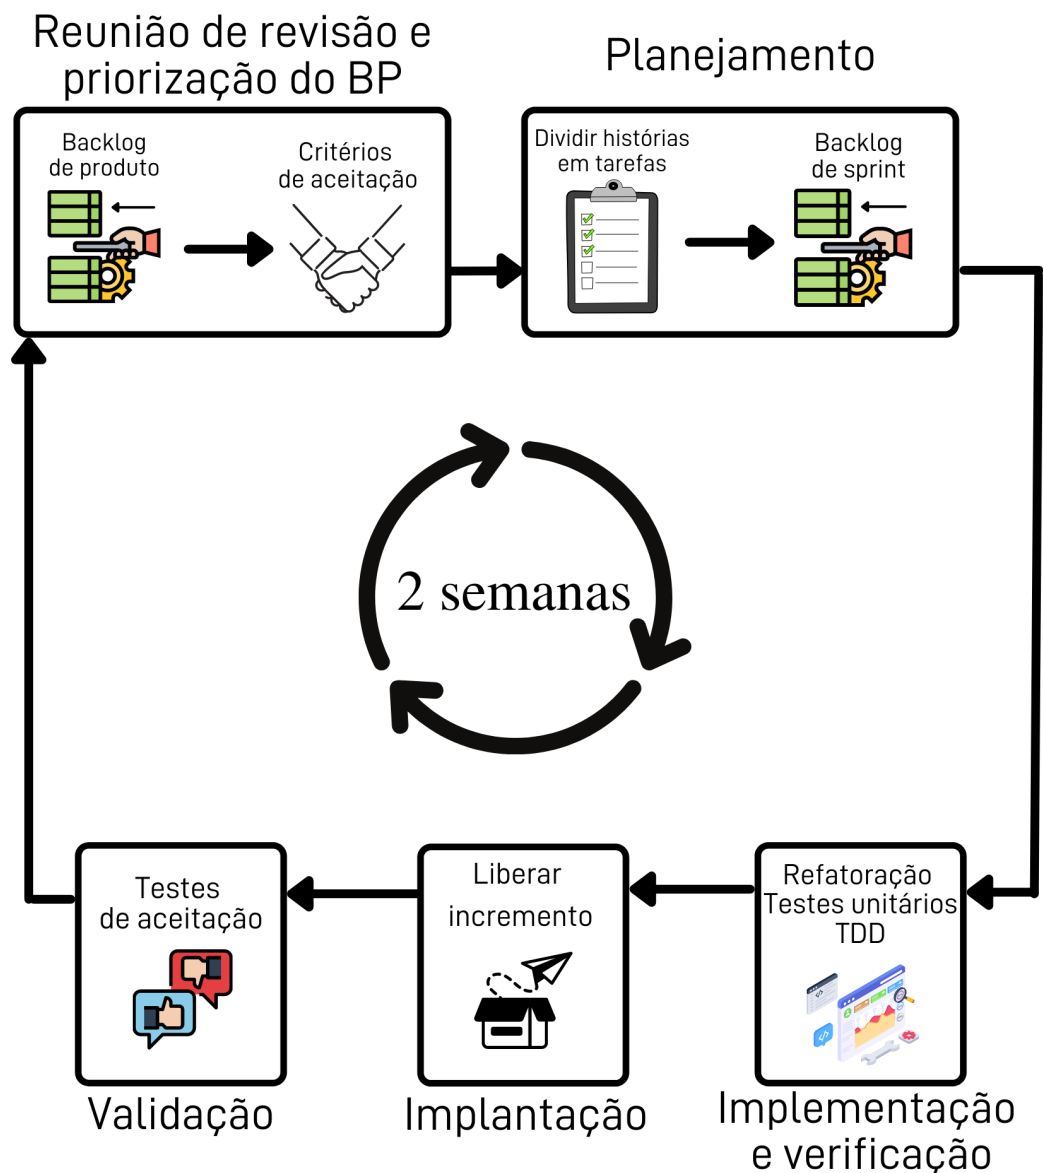 Reunião de revisão e
priorização do BP
Planejamento
Backlog
de produto
Critérios
de aceitação
Dividir histórias
em tarefas
Backlog
de sprint
2 semanas
Testes
de aceitação
Liberar
incremento
Refatoração
Testes unitários
TDD
Validação
Implantação
Implementação
e verificação